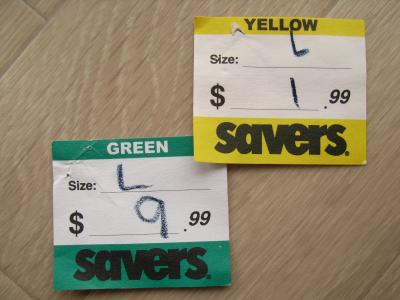 YELLOW
Size: L
$ 1 .99
savers®
GREEN
Size: L
$ 9 .99
savers®